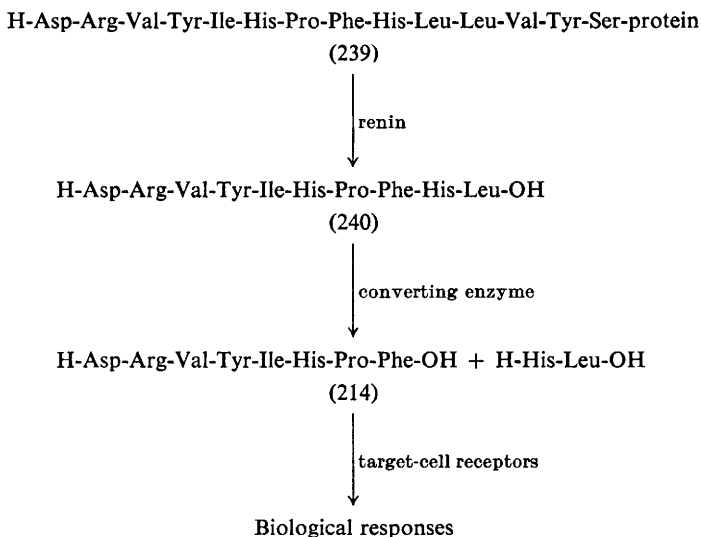 H-Asp-Arg-Val-Tyr-Ile-His-Pro-Phe-His-Leu-Leu-Val-Tyr-Ser-protein
(239)
renin
H-Asp-Arg-Val-Tyr-Ile-His-Pro-Phe-His-Leu-OH
(240)
converting enzyme
H-Asp-Arg-Val-Tyr-Ile-His-Pro-Phe-OH + H-His-Leu-OH
(214)
target-cell receptors
Biological responses